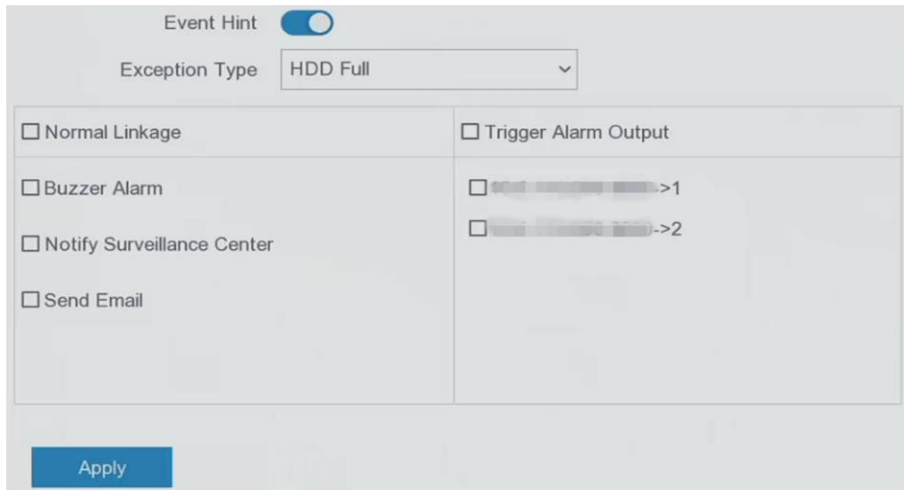 Event Hint
Exception Type HDD Full
Normal Linkage
Trigger Alarm Output
Buzzer Alarm
->1
Notify Surveillance Center
->2
Send Email
Apply